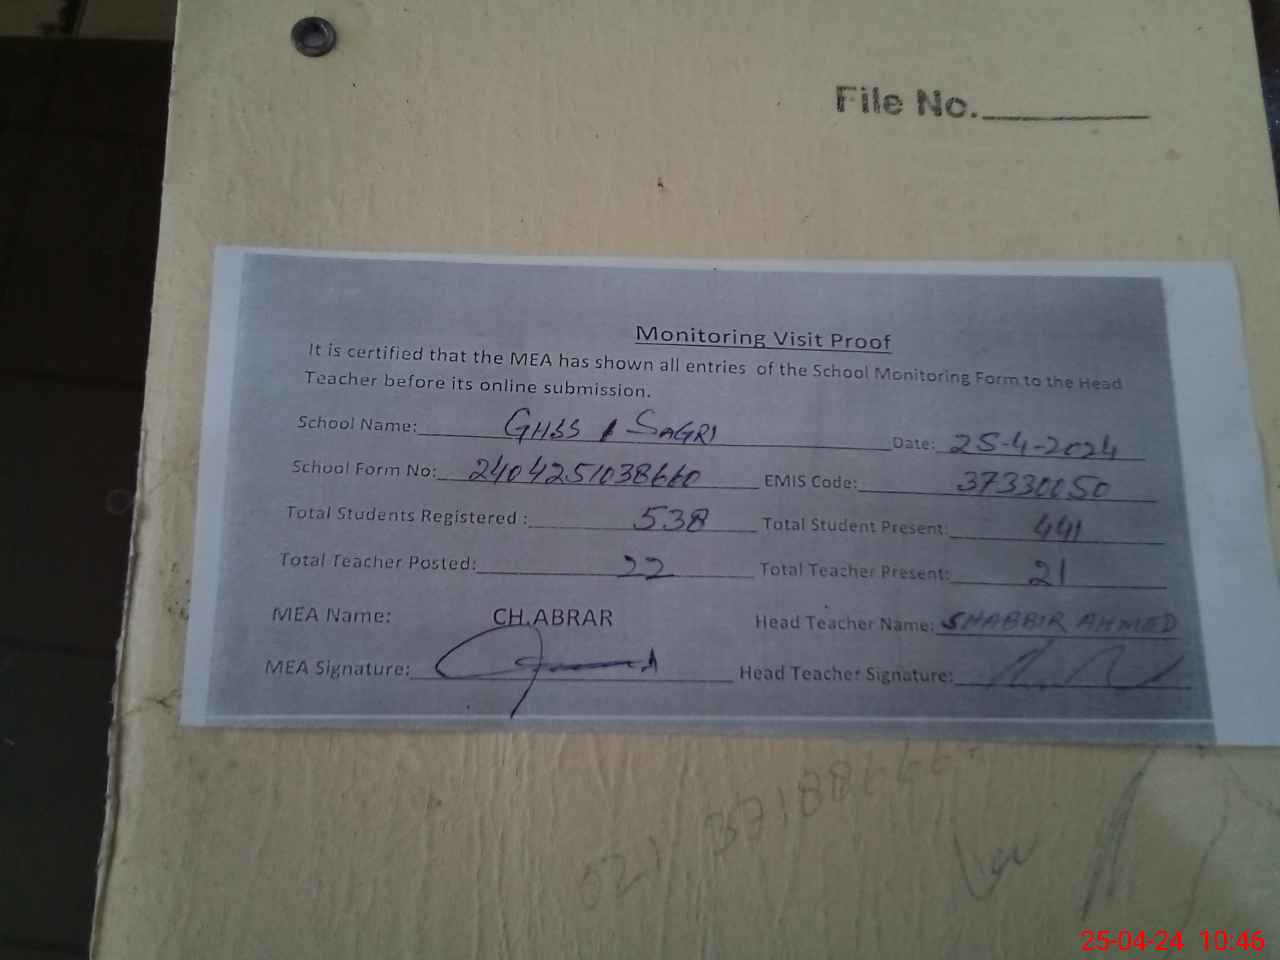 File No.
Monitoring Visit Proof
It is certified that the MEA has shown all entries of the School Monitoring Form to the Head
Teacher before its online submission.
School Name: GHSS SAGRI Date: 25-4-2024
School Form No: 2404251038660 EMIS Code: 37330050
Total Students Registered : 538 Total Student Present: 441
Total Teacher Posted: 22 Total Teacher Present: 21
MEA Name: CH.ABRAR Head Teacher Name: SHABBIR AHMED
MEA Signature: Head Teacher Signature:
25-04-24 10:46